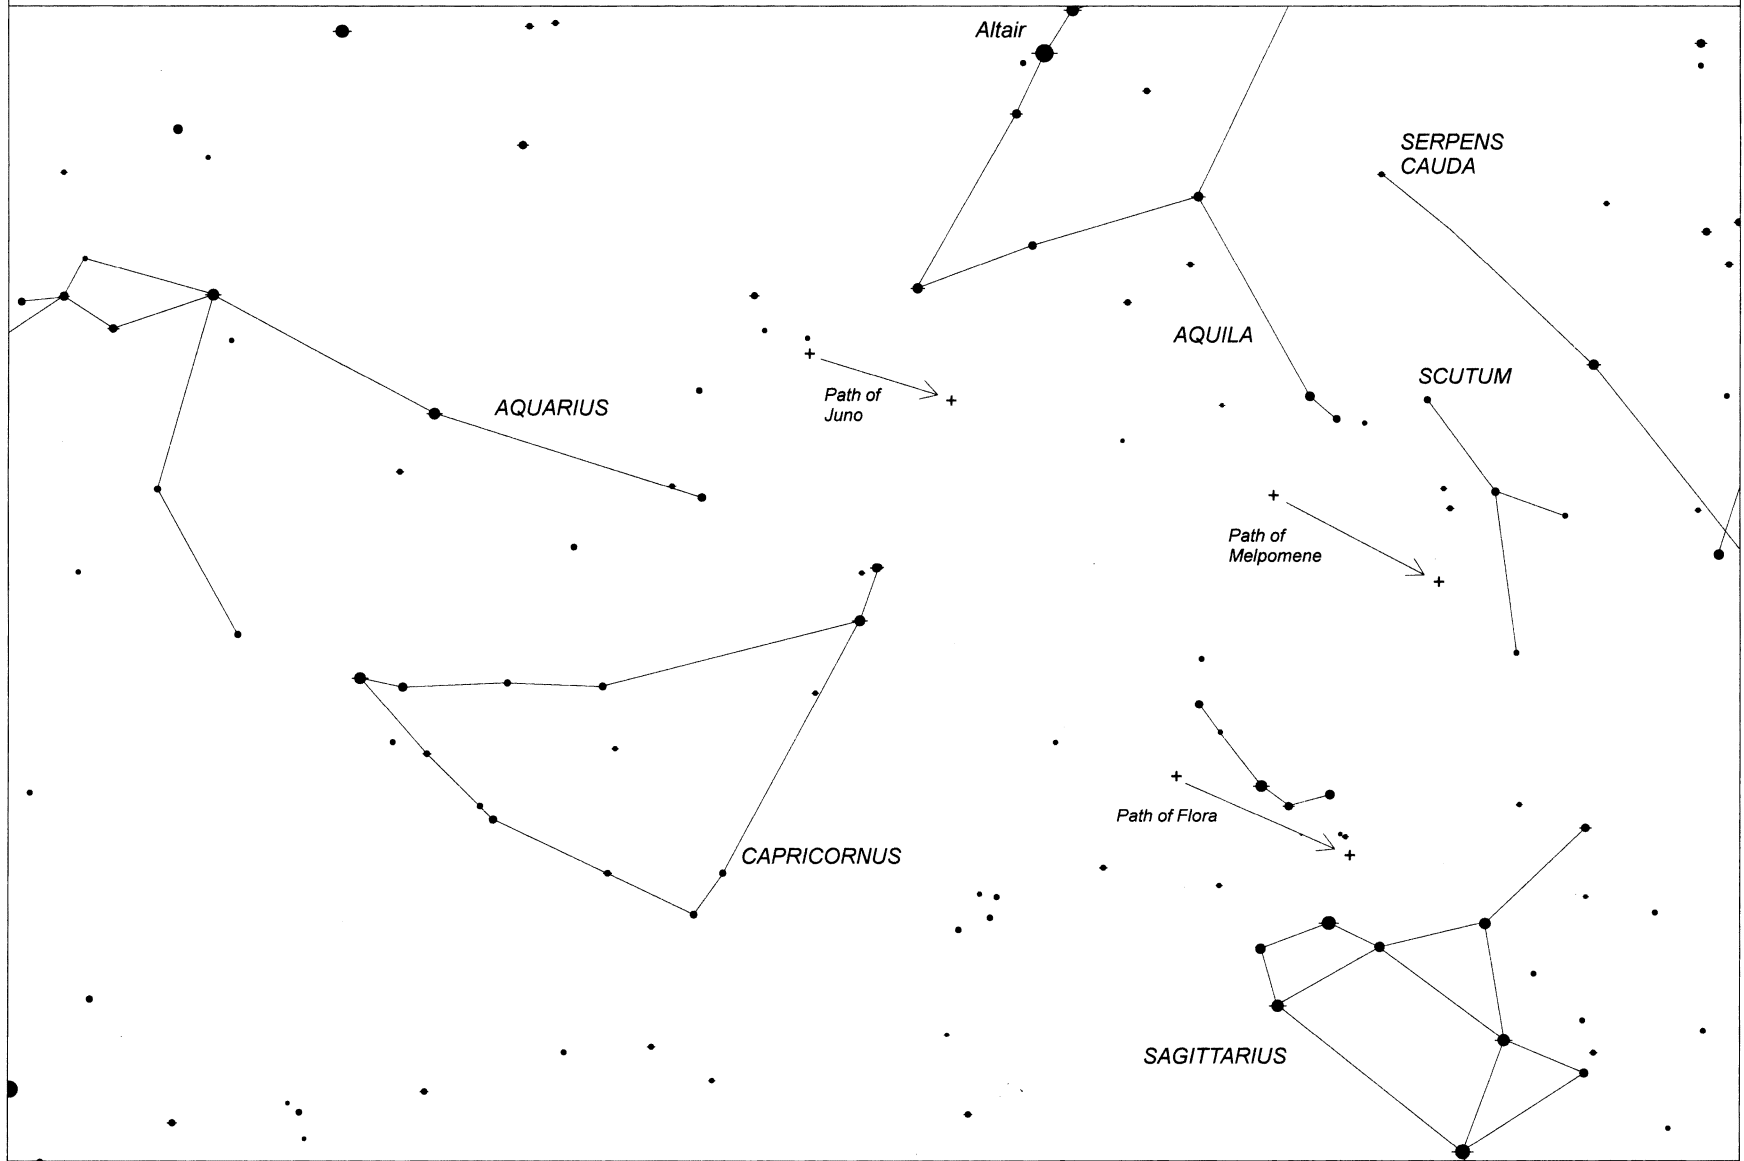 Altair
SERPENS
CAUDA
AQUILA
SCUTUM
Path of
Juno
AQUARIUS
Path of
Melpomene
Path of Flora
CAPRICORNUS
SAGITTARIUS